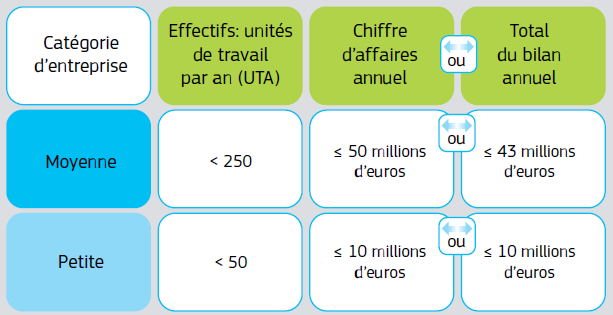 Catégorie
d'entreprise
Effectifs: unités
de travail
par an (UTA)
Chiffre
d'affaires
annuel
ou
Total
du bilan
annuel
Moyenne
< 250
≤ 50 millions
d'euros
ou
≤ 43 millions
d'euros
Petite
< 50
≤ 10 millions
d'euros
ou
≤ 10 millions
d'euros